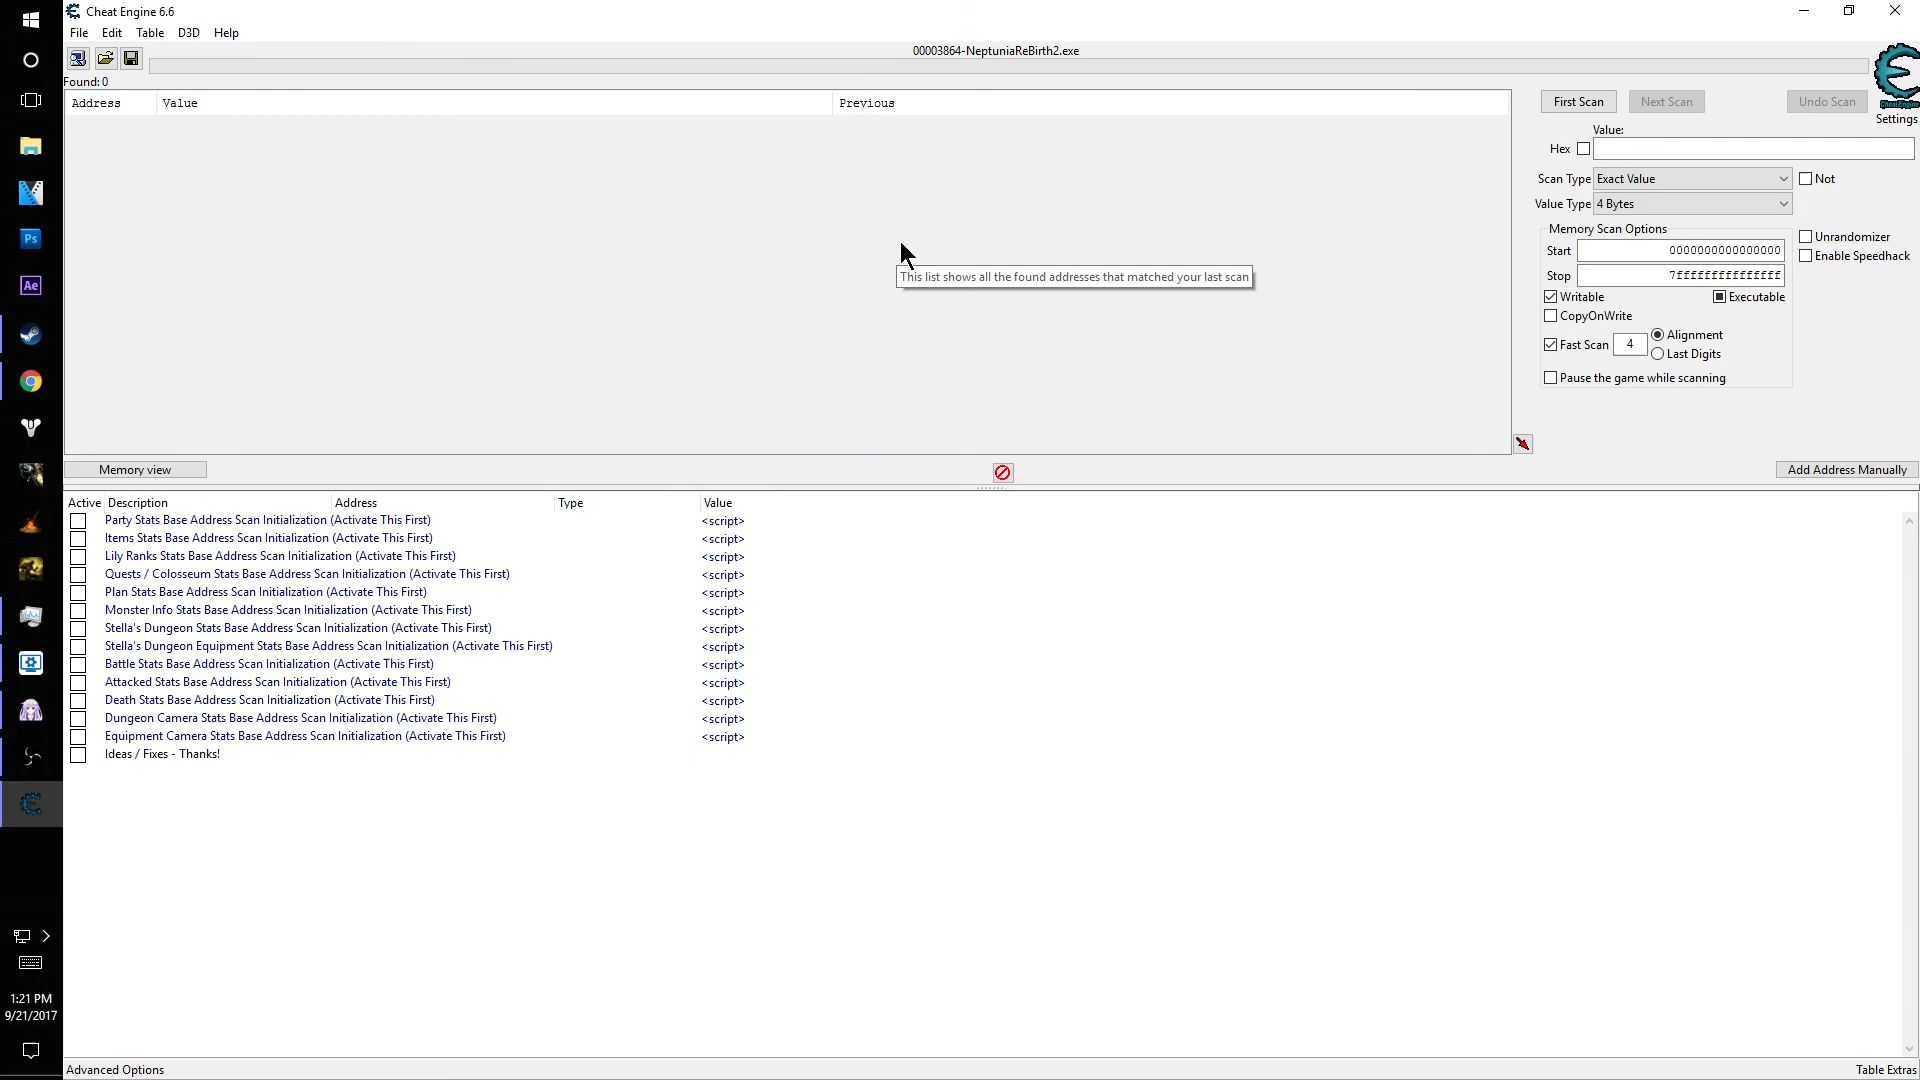 Cheat Engine 6.6
File Edit Table D3D Help
00003864-NeptuniaReBirth2.exe
Found: 0
Address Value Previous
First Scan Next Scan Undo Scan
Cheat Engine
Settings
Value:
Hex
Scan Type Exact Value Not
Value Type 4 Bytes
Memory Scan Options
Start 0000000000000000
Stop 7fffffffffffffff
Unrandomizer
Enable Speedhack
Writable Executable
CopyOnWrite
Fast Scan 4 Alignment
Last Digits
Pause the game while scanning
This list shows all the found addresses that matched your last scan
Memory view Add Address Manually
Active Description Address Type Value
Party Stats Base Address Scan Initialization (Activate This First) <script>
Items Stats Base Address Scan Initialization (Activate This First) <script>
Lily Ranks Stats Base Address Scan Initialization (Activate This First) <script>
Quests / Colosseum Stats Base Address Scan Initialization (Activate This First) <script>
Plan Stats Base Address Scan Initialization (Activate This First) <script>
Monster Info Stats Base Address Scan Initialization (Activate This First) <script>
Stella's Dungeon Stats Base Address Scan Initialization (Activate This First) <script>
Stella's Dungeon Equipment Stats Base Address Scan Initialization (Activate This First) <script>
Battle Stats Base Address Scan Initialization (Activate This First) <script>
Attacked Stats Base Address Scan Initialization (Activate This First) <script>
Death Stats Base Address Scan Initialization (Activate This First) <script>
Dungeon Camera Stats Base Address Scan Initialization (Activate This First) <script>
Equipment Camera Stats Base Address Scan Initialization (Activate This First) <script>
Ideas / Fixes - Thanks!
Ps
Ae
1:21 PM
9/21/2017
Advanced Options Table Extras